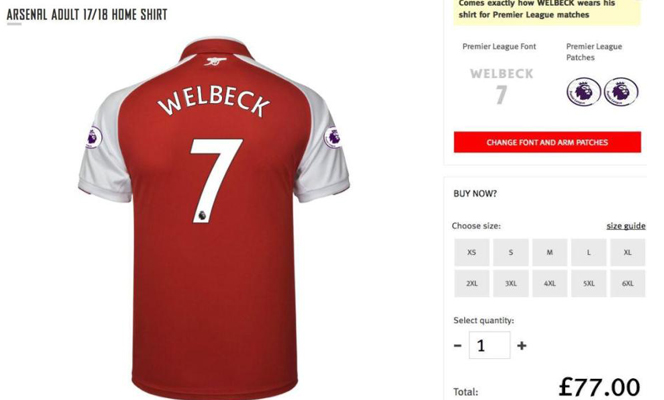 ARSENAL ADULT 17/18 HOME SHIRT
WELBECK
7
Comes exactly how WELBECK wears his
shirt for Premier League matches
Premier League Font
Premier League
Patches
WELBECK
7
CHANGE FONT AND ARM PATCHES
BUY NOW?
Choose size:
size guide
XS S M L XL
2XL 3XL 4XL 5XL 6XL
Select quantity:
- 1 +
Total:
£77.00